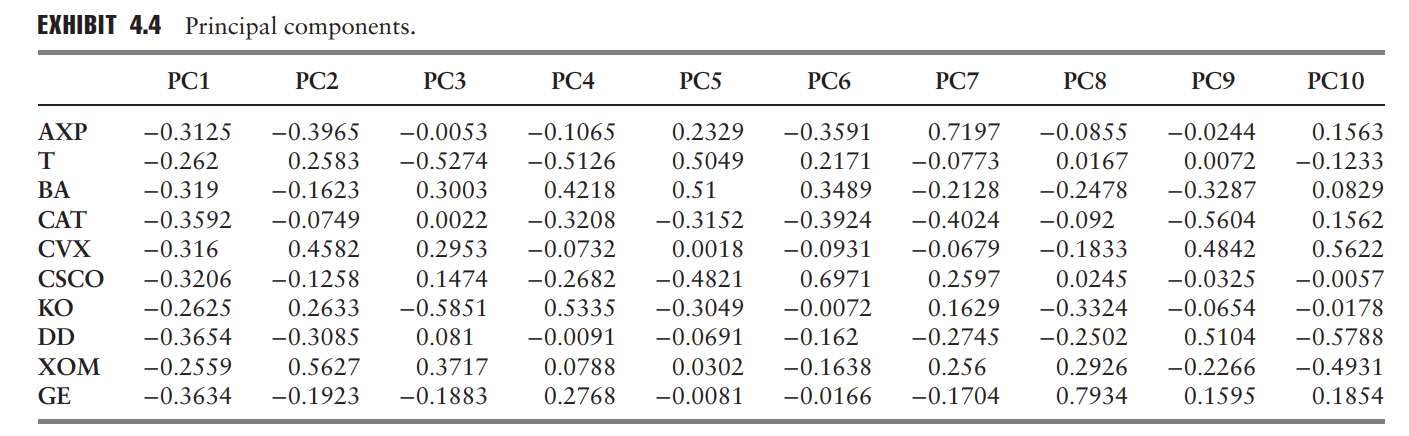 EXHIBIT 4.4 Principal components.
PC1 PC2 PC3 PC4 PC5 PC6 PC7 PC8 PC9 PC10
AXP −0.3125 −0.3965 −0.0053 −0.1065 0.2329 −0.3591 0.7197 −0.0855 −0.0244 0.1563
T −0.262 0.2583 −0.5274 −0.5126 0.5049 0.2171 −0.0773 0.0167 0.0072 −0.1233
BA −0.319 −0.1623 0.3003 0.4218 0.51 0.3489 −0.2128 −0.2478 −0.3287 0.0829
CAT −0.3592 −0.0749 0.0022 −0.3208 −0.3152 −0.3924 −0.4024 −0.092 −0.5604 0.1562
CVX −0.316 0.4582 0.2953 −0.0732 0.0018 −0.0931 −0.0679 −0.1833 0.4842 0.5622
CSCO −0.3206 −0.1258 0.1474 −0.2682 −0.4821 0.6971 0.2597 0.0245 −0.0325 −0.0057
KO −0.2625 0.2633 −0.5851 0.5335 −0.3049 −0.0072 0.1629 −0.3324 −0.0654 −0.0178
DD −0.3654 −0.3085 0.081 −0.0091 −0.0691 −0.162 −0.2745 −0.2502 0.5104 −0.5788
XOM −0.2559 0.5627 0.3717 0.0788 0.0302 −0.1638 0.256 0.2926 −0.2266 −0.4931
GE −0.3634 −0.1923 −0.1883 0.2768 −0.0081 −0.0166 −0.1704 0.7934 0.1595 0.1854